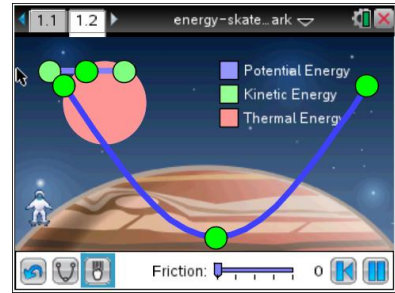 1.1 1.2 energy-skate...ark
Potential Energy
Kinetic Energy
Thermal Energy
Friction: 0